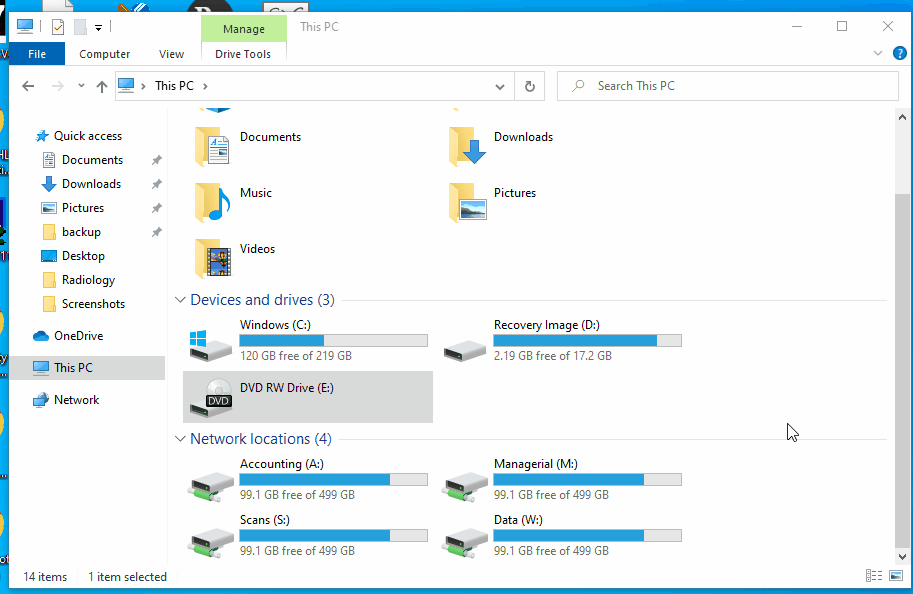 Manage
This PC
File
Computer
View
Drive Tools
This PC
Search This PC
Quick access
Documents
Downloads
Pictures
backup
Desktop
Radiology
Screenshots
OneDrive
This PC
Network
Documents
Downloads
Music
Pictures
Videos
Devices and drives (3)
Windows (C:)
120 GB free of 219 GB
Recovery Image (D:)
2.19 GB free of 17.2 GB
DVD RW Drive (E:)
DVD
Network locations (4)
Accounting (A:)
99.1 GB free of 499 GB
Managerial (M:)
99.1 GB free of 499 GB
Scans (S:)
99.1 GB free of 499 GB
Data (W:)
99.1 GB free of 499 GB
14 items
1 item selected